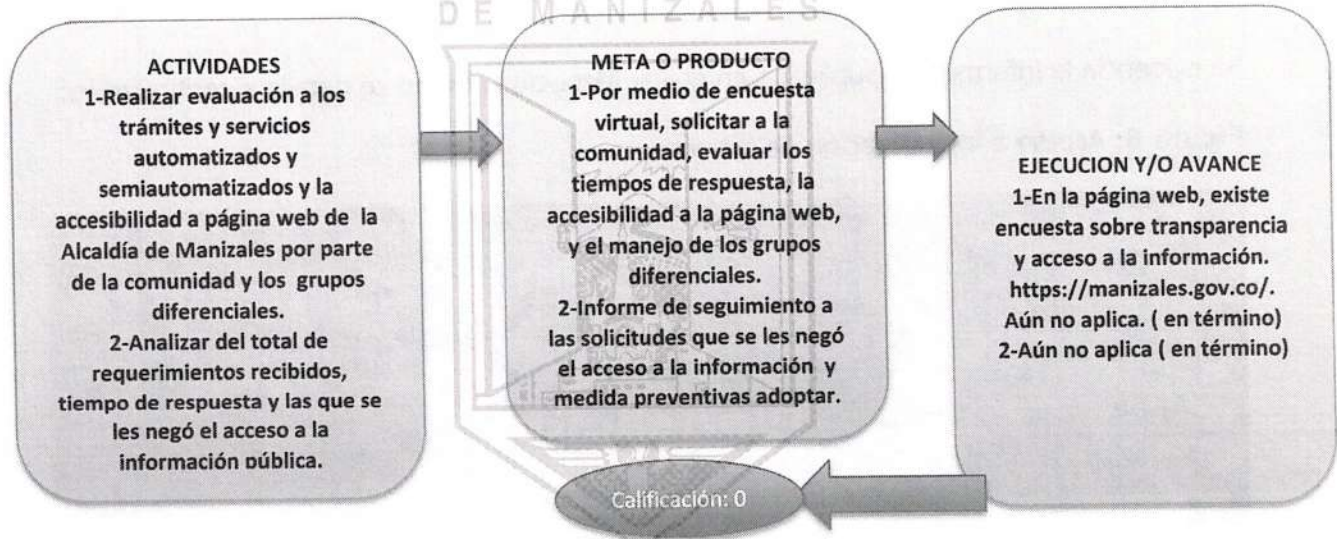 DE MANIZALES
ACTIVIDADES
1-Realizar evaluación a los
trámites y servicios
automatizados y
semiautomatizados y la
accesibilidad a página web de la
Alcaldía de Manizales por parte
de la comunidad y los grupos
diferenciales.
2-Analizar del total de
requerimientos recibidos,
tiempo de respuesta y las que se
les negó el acceso a la
información pública.
META O PRODUCTO
1-Por medio de encuesta
virtual, solicitar a la
comunidad, evaluar los
tiempos de respuesta, la
accesibilidad a la página web,
y el manejo de los grupos
diferenciales.
2-Informe de seguimiento a
las solicitudes que se les negó
el acceso a la información y
medida preventivas adoptar.
EJECUCION Y/O AVANCE
1-En la página web, existe
encuesta sobre transparencia
y acceso a la información.
https://manizales.gov.co/.
Aún no aplica. ( en término)
2-Aún no aplica ( en término)
Calificación: 0